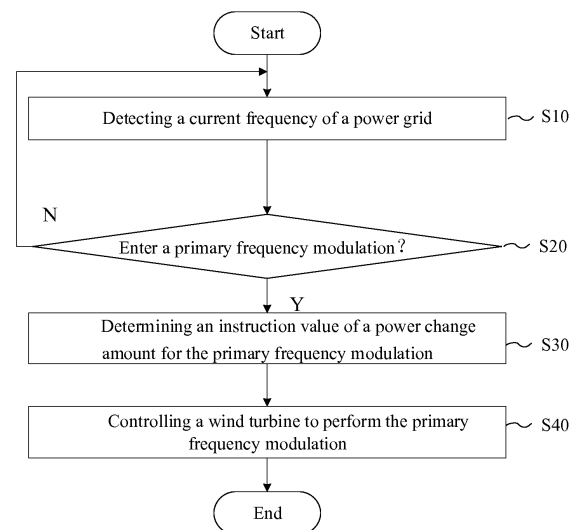 Start
Detecting a current frequency of a power grid
S10
N
Enter a primary frequency modulation?
S20
Y
Determining an instruction value of a power change
amount for the primary frequency modulation
S30
Controlling a wind turbine to perform the primary
frequency modulation
S40
End